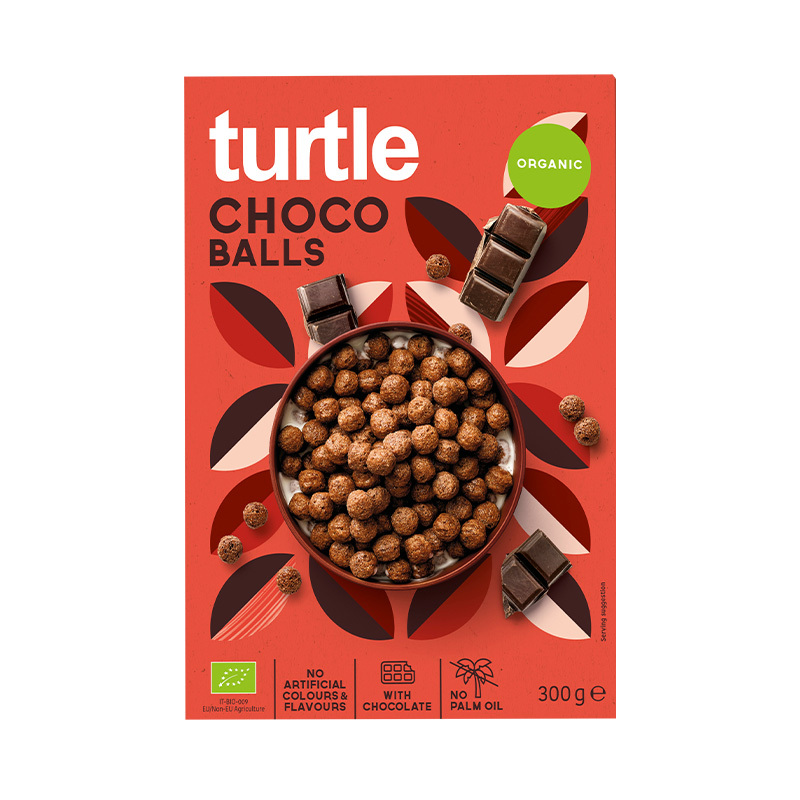 turtle
ORGANIC
CHOCO
BALLS
Serving suggestion
IT-BIO-009
EU/Non-EU Agriculture
NO
ARTIFICIAL
COLOURS &
FLAVOURS
WITH
CHOCOLATE
NO
PALM OIL
300 g e